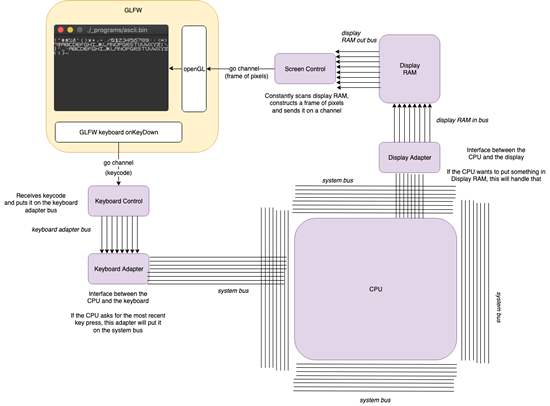 GLFW
./_programs/ascii.bin
openGL
go channel
(frame of pixels)
Screen Control
Constantly scans display RAM,
constructs a frame of pixels
and sends it on a channel
display
RAM out bus
Display
RAM
display RAM in bus
GLFW keyboard onKeyDown
go channel
(keycode)
Receives keycode
and puts it on the keyboard
adapter bus
Keyboard Control
keyboard adapter bus
Keyboard Adapter
Interface between the
CPU and the keyboard
If the CPU asks for the most recent
key press, this adapter will put it
on the system bus
Display Adapter
Interface between the
CPU and the display
If the CPU wants to put something in
Display RAM, this will handle that
system bus
system bus
CPU
system
bus
system bus